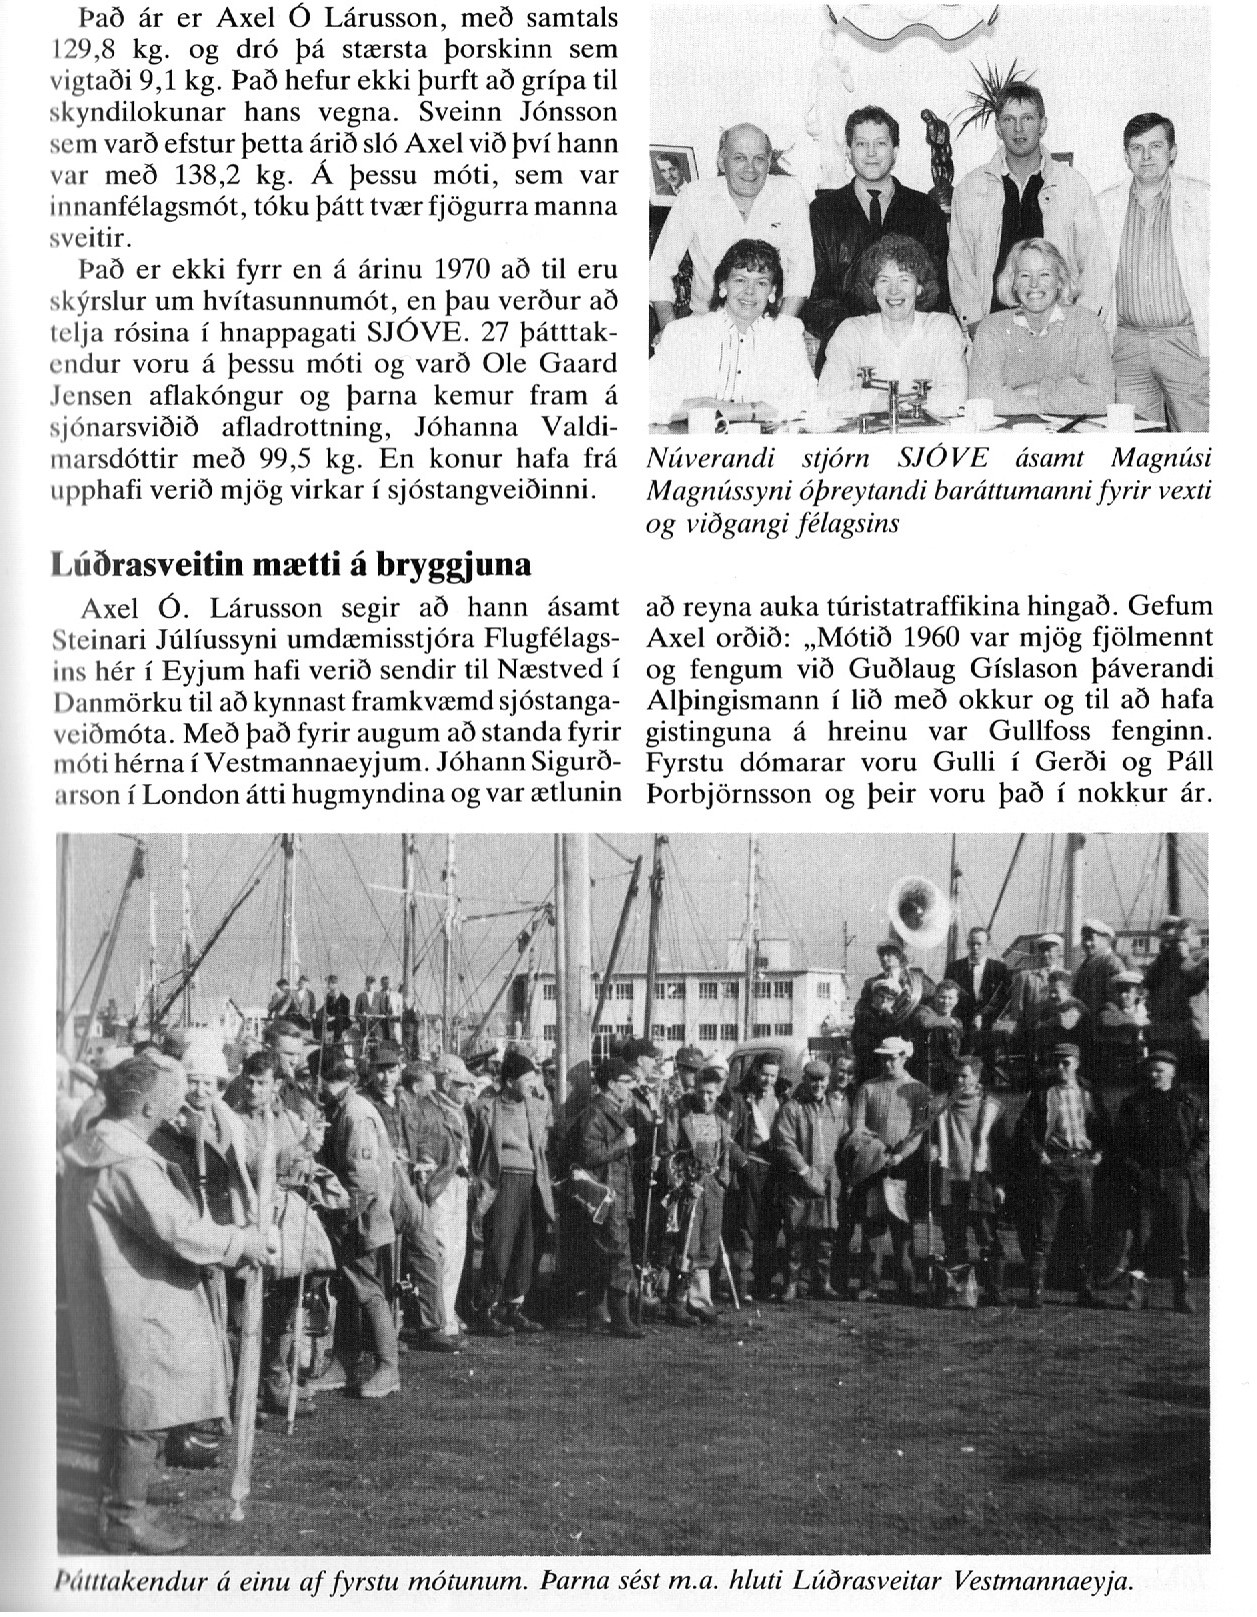 Það ár er Axel Ó Lárusson, með samtals
129,8 kg. og dró þá stærsta þorskinn sem
vigtaði 9,1 kg. Það hefur ekki þurft að grípa til
skyndilokunar hans vegna. Sveinn Jónsson
sem varð efstur þetta árið sló Axel við því hann
var með 138,2 kg. Á þessu móti, sem var
innanfélagsmót, tóku þátt tvær fjögurra manna
sveitir.
Það er ekki fyrr en á árinu 1970 að til eru
skýrslur um hvítasunnumót, en þau verður að
telja rósina í hnappagati SJÓVE. 27 þátttak-
endur voru á þessu móti og varð Ole Gaard
Jensen aflakóngur og þarna kemur fram á
sjónarsviðið afladrottning, Jóhanna Valdi-
marsdóttir með 99,5 kg. En konur hafa frá
upphafi verið mjög virkar í sjóstangveiðinni.
Núverandi stjórn SJÓVE ásamt Magnúsi
Magnússyni óþreytandi baráttumanni fyrir vexti
og viðgangi félagsins
Lúðrasveitin mætti á bryggjuna
Axel Ó. Lárusson segir að hann ásamt
Steinari Júlíussyni umdæmisstjóra Flugfélags-
ins hér í Eyjum hafi verið sendir til Næstved í
Danmörku til að kynnast framkvæmd sjóstanga-
veiðmóta. Með það fyrir augum að standa fyrir
móti hérna í Vestmannaeyjum. Jóhann Sigurð-
arson í London átti hugmyndina og var ætlunin
að reyna auka túristatraffikina hingað. Gefum
Axel orðið: „Mótið 1960 var mjög fjölmennt
og fengum við Guðlaug Gíslason þáverandi
Alþingismann í lið með okkur og til að hafa
gistinguna á hreinu var Gullfoss fenginn.
Fyrstu dómarar voru Gulli í Gerði og Páll
Þorbjörnsson og þeir voru það í nokkur ár.
Þátttakendur á einu af fyrstu mótunum. Þarna sést m.a. hluti Lúðrasveitar Vestmannaeyja.